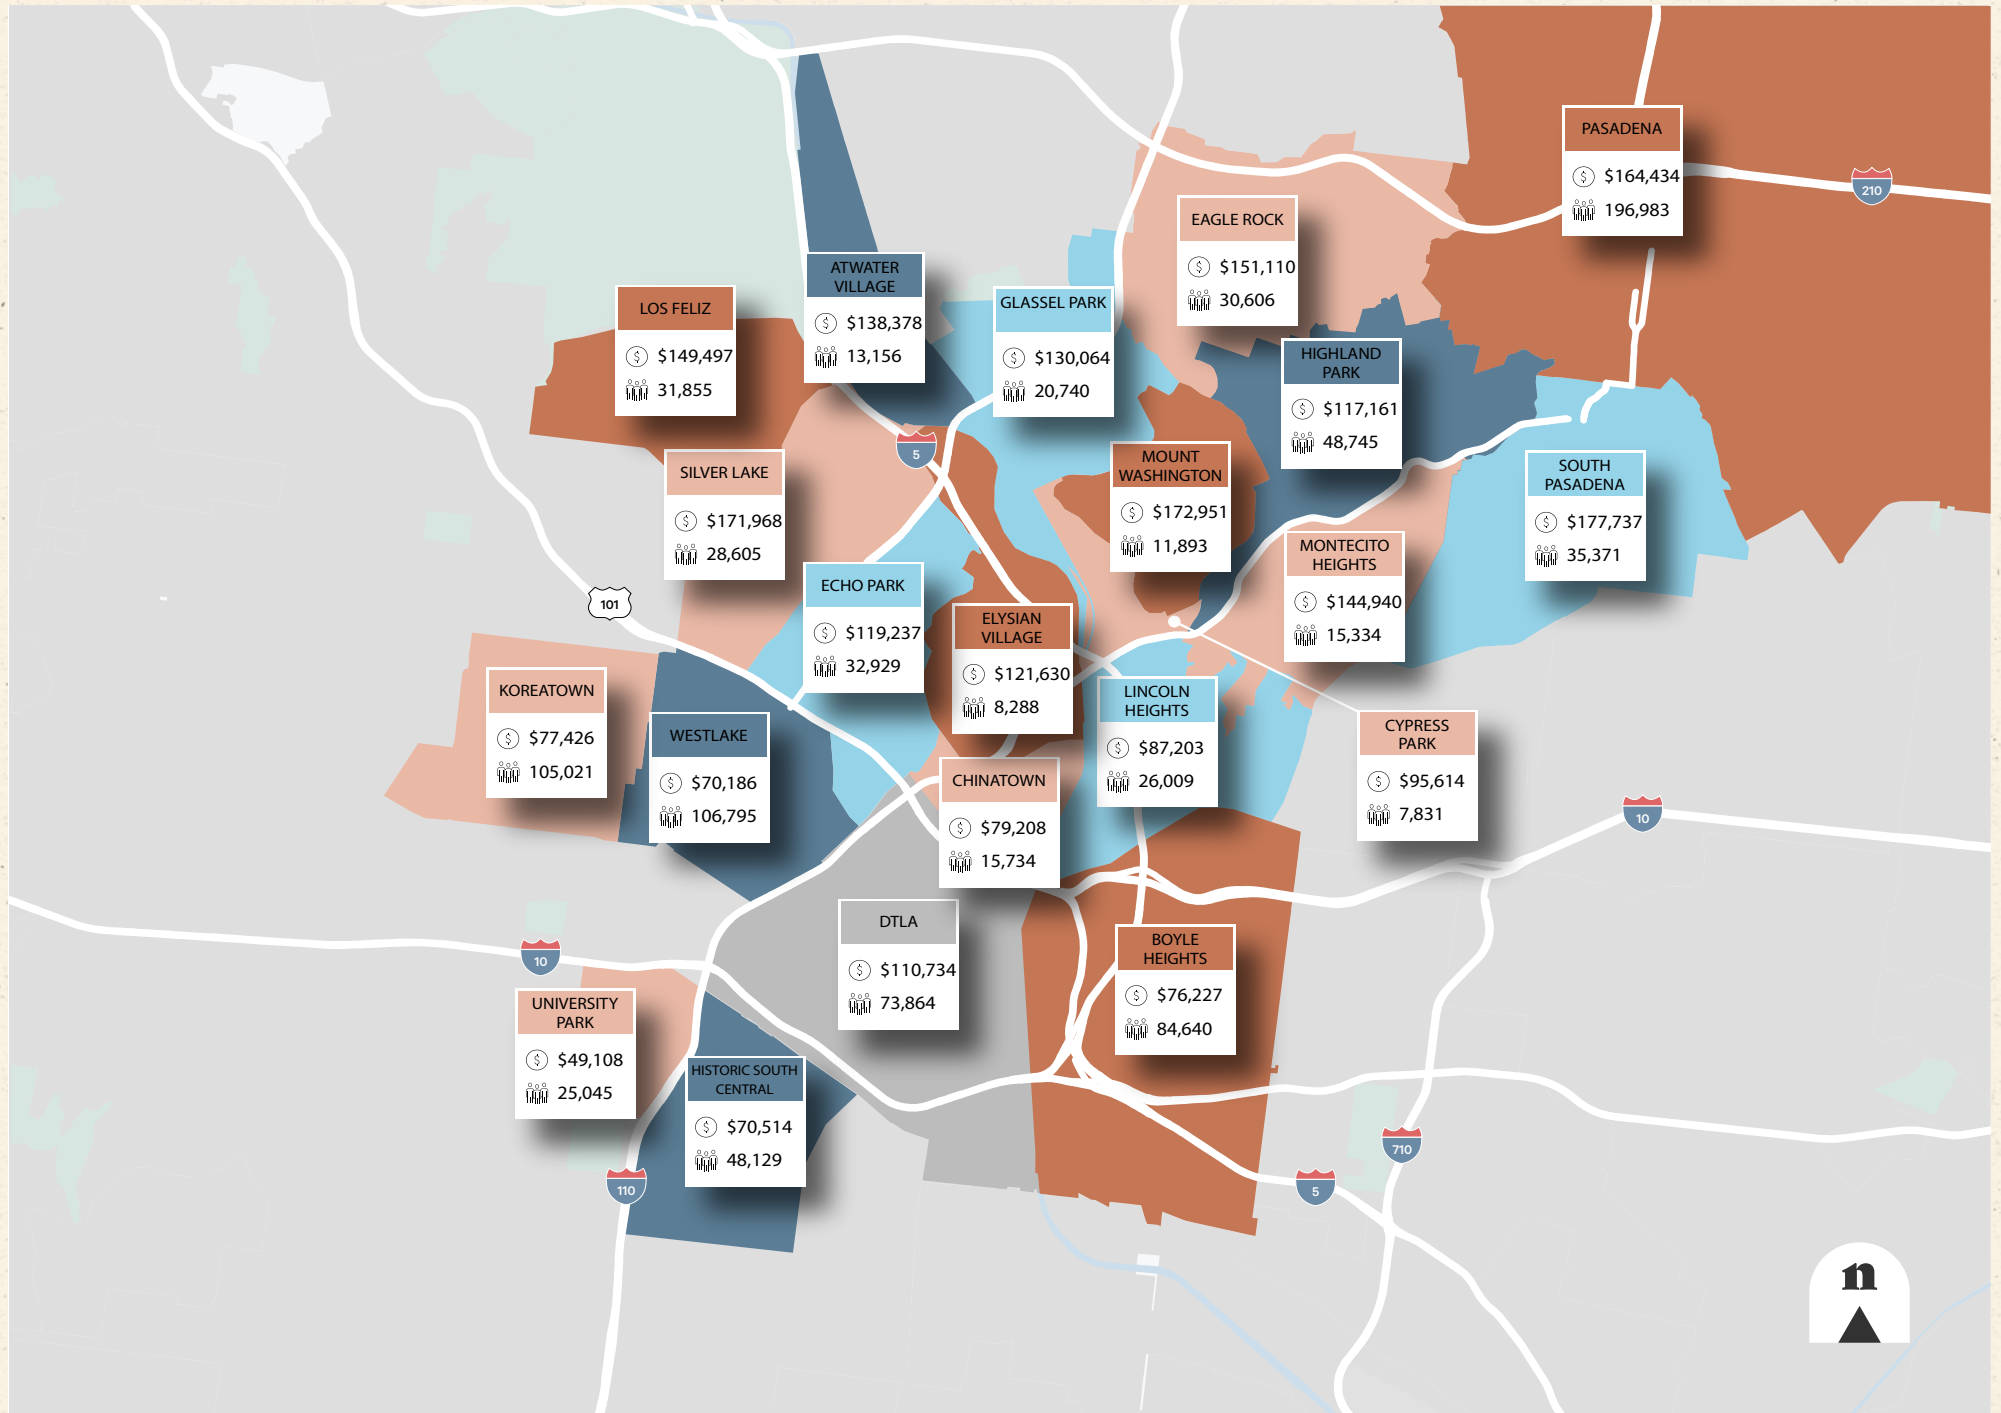 PASADENA
$164,434
196,983
210
EAGLE ROCK
$151,110
30,606
ATWATER
VILLAGE
$138,378
13,156
LOS FELIZ
$149,497
31,855
GLASSEL PARK
$130,064
20,740
HIGHLAND
PARK
$117,161
48,745
5
SILVER LAKE
$171,968
28,605
MOUNT
WASHINGTON
$172,951
11,893
SOUTH
PASADENA
$177,737
35,371
MONTECITO
HEIGHTS
$144,940
15,334
101
ECHO PARK
$119,237
32,929
ELYSIAN
VILLAGE
$121,630
8,288
KOREATOWN
$77,426
105,021
WESTLAKE
$70,186
106,795
LINCOLN
HEIGHTS
$87,203
26,009
CYPRESS
PARK
$95,614
7,831
CHINATOWN
$79,208
15,734
10
DTLA
$110,734
73,864
BOYLE
HEIGHTS
$76,227
84,640
10
UNIVERSITY
PARK
$49,108
25,045
HISTORIC SOUTH
CENTRAL
$70,514
48,129
710
110
5
n